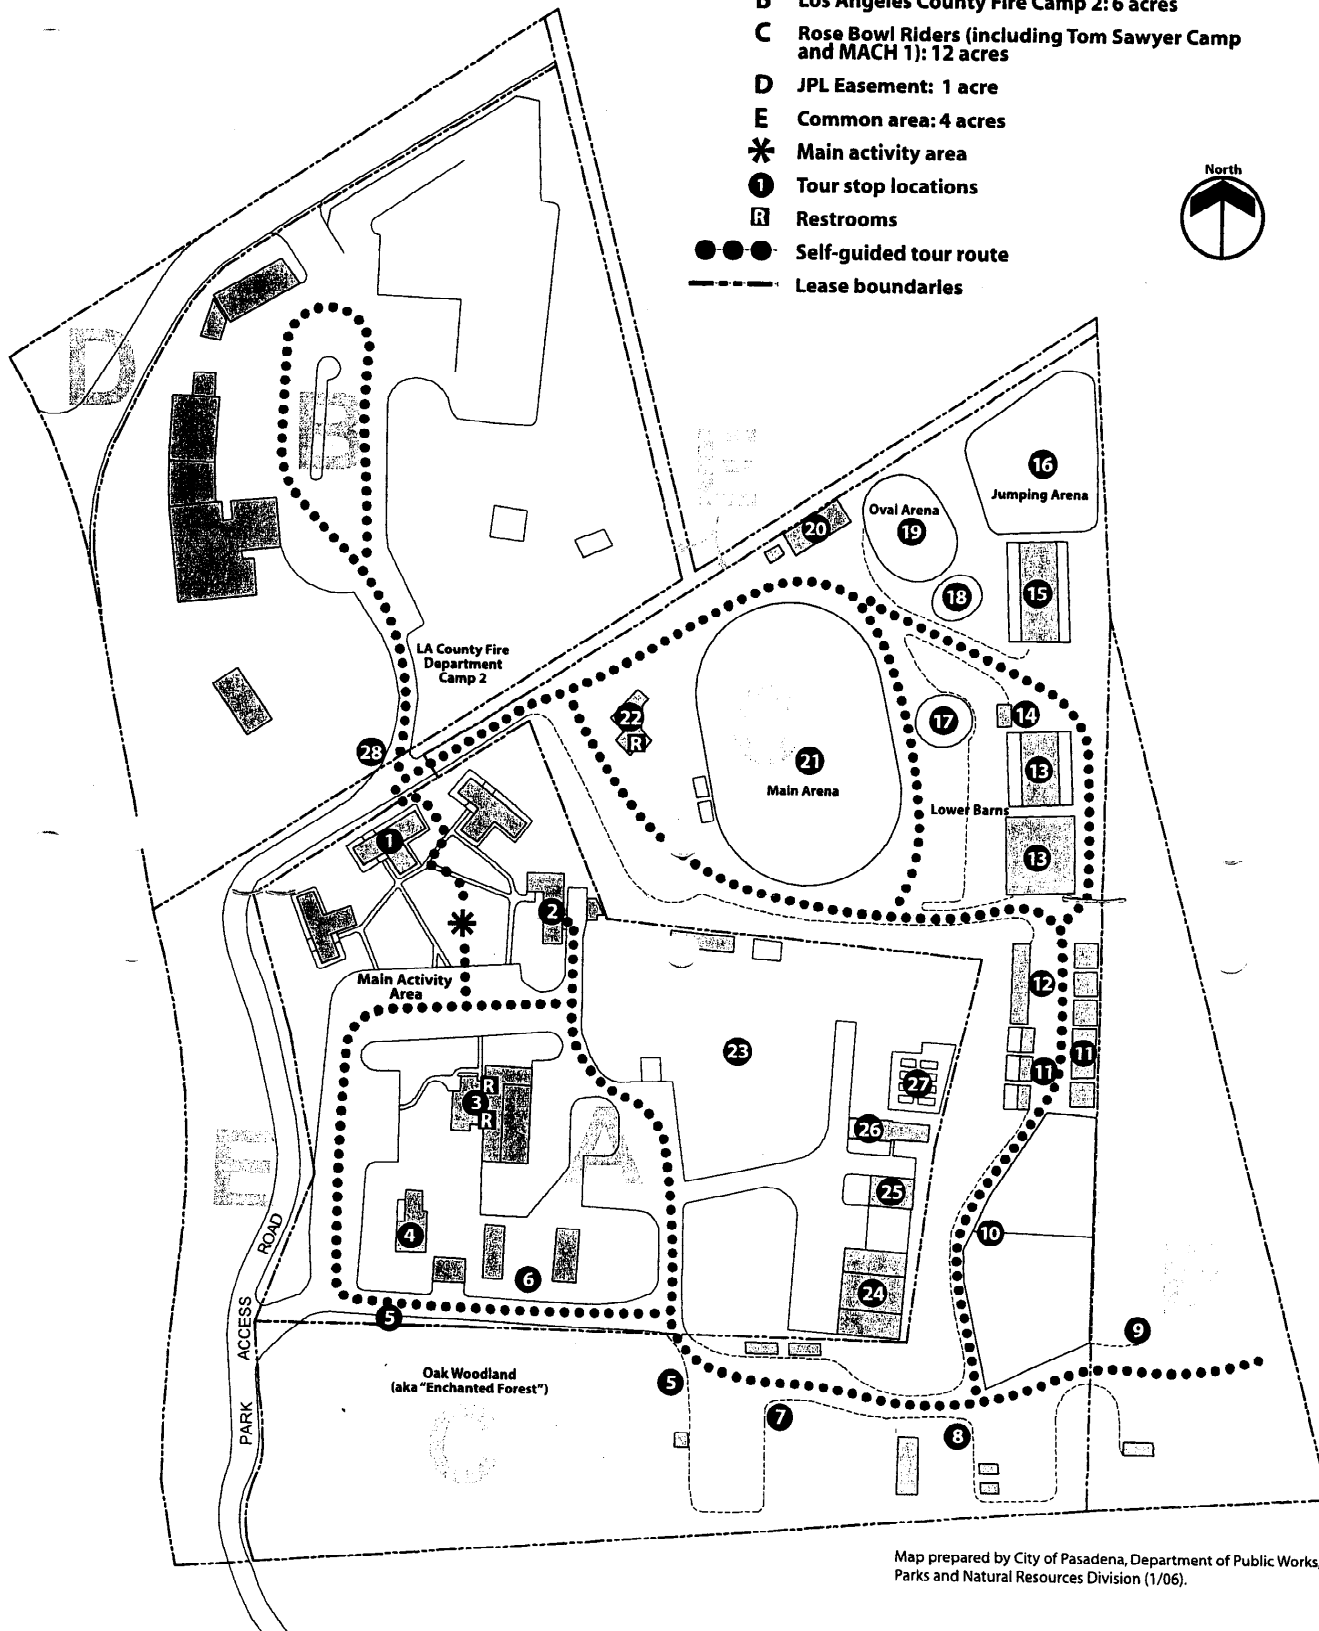 B Los Angeles County Fire Camp 2: 6 acres
C Rose Bowl Riders (including Tom Sawyer Camp
and MACH 1): 12 acres
D JPL Easement: 1 acre
E Common area: 4 acres
Main activity area
1 Tour stop locations
R Restrooms
Self-guided tour route
Lease boundaries
North
D
B
E
16
Jumping Arena
Oval Arena
19
20
18
15
LA County Fire
Department
Camp 2
22
R
17
14
C
28
21
Main Arena
13
Lower Barns
1
13
2
Main Activity
Area
12
23
11
11
27
R
3
R
26
A
E
25
4
10
ROAD
6
24
5
9
ACCESS
Oak Woodland
(aka "Enchanted Forest")
5
7
8
PARK
C
E
Map prepared by City of Pasadena, Department of Public Works,
Parks and Natural Resources Division (1/06).